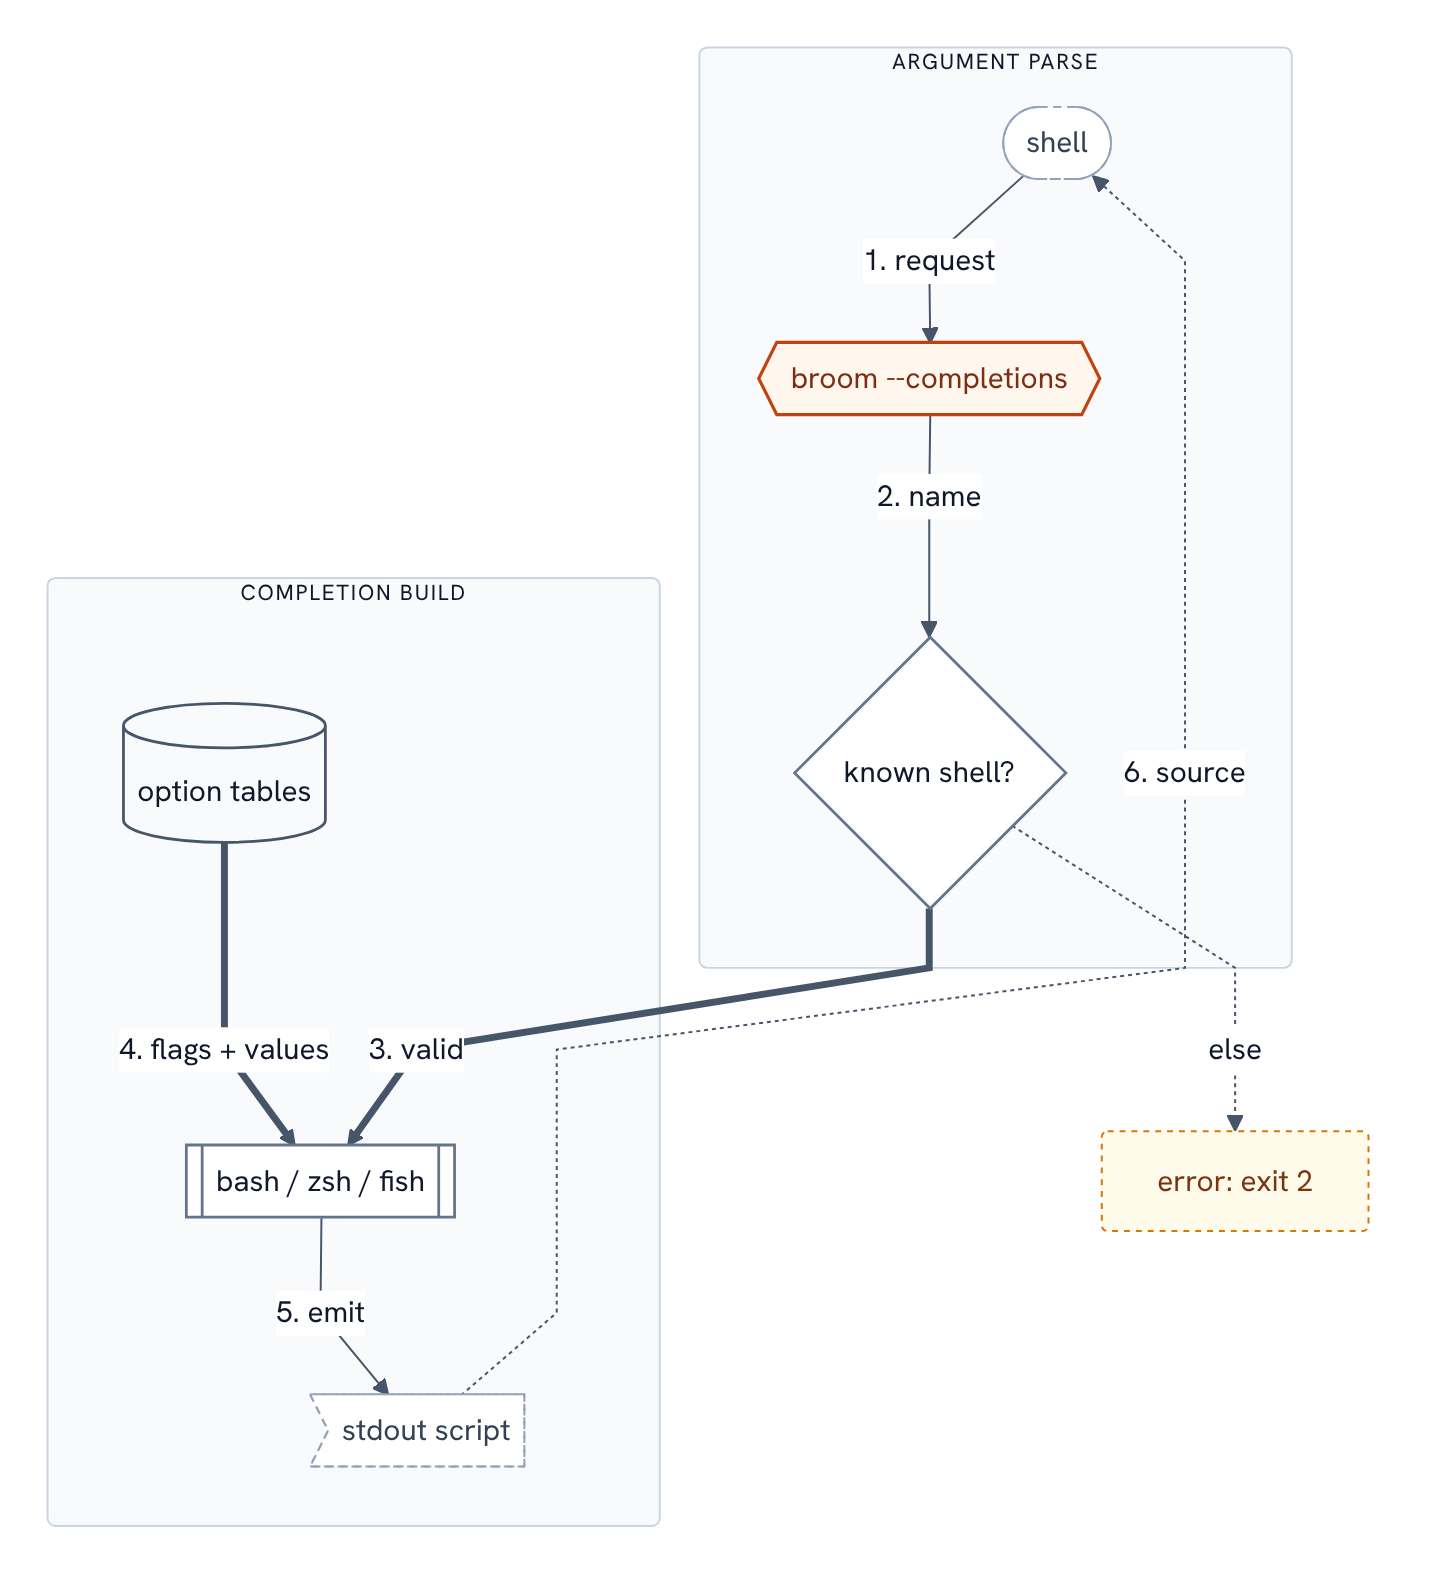 ARGUMENT PARSE
shell
1. request
broom --completions
2. name
known shell?
6. source
COMPLETION BUILD
option tables
4. flags + values
3. valid
else
bash / zsh / fish
error: exit 2
5. emit
stdout script